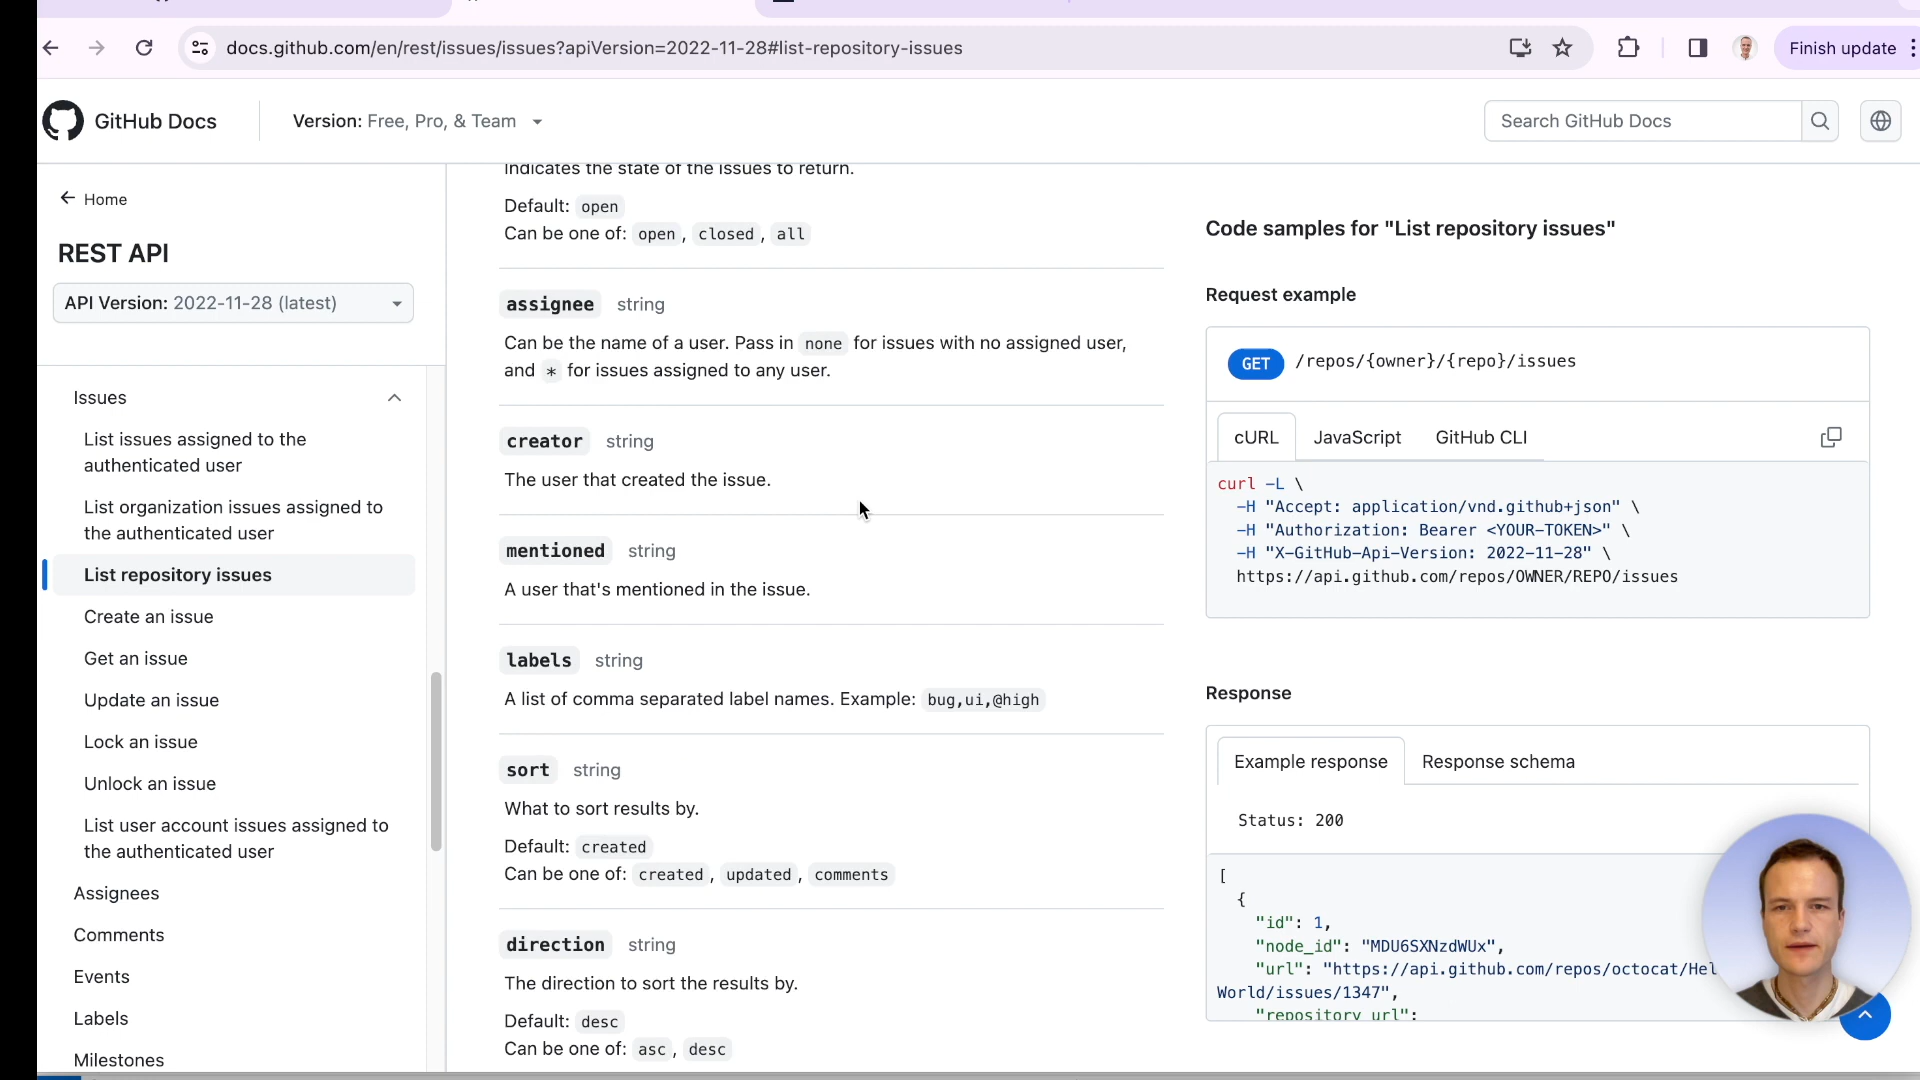 docs.github.com/en/rest/issues/issues?apiVersion=2022-11-28#list-repository-issues
Finish update
GitHub Docs
Version: Free, Pro, & Team
Search GitHub Docs
Home
REST API
API Version: 2022-11-28 (latest)
Issues
List issues assigned to the
authenticated user
List organization issues assigned to
the authenticated user
List repository issues
Create an issue
Get an issue
Update an issue
Lock an issue
Unlock an issue
List user account issues assigned to
the authenticated user
Assignees
Comments
Events
Labels
Milestones
Indicates the state of the issues to return.
Default: open
Can be one of: open, closed, all
assignee string
Can be the name of a user. Pass in none for issues with no assigned user,
and * for issues assigned to any user.
creator string
The user that created the issue.
mentioned string
A user that's mentioned in the issue.
labels string
A list of comma separated label names. Example: bug,ui,@high
sort string
What to sort results by.
Default: created
Can be one of: created, updated, comments
direction string
The direction to sort the results by.
Default: desc
Can be one of: asc, desc
Code samples for "List repository issues"
Request example
GET /repos/{owner}/{repo}/issues
cURL JavaScript GitHub CLI
curl -L \
-H "Accept: application/vnd.github+json" \
-H "Authorization: Bearer <YOUR-TOKEN>" \
-H "X-GitHub-Api-Version: 2022-11-28" \
https://api.github.com/repos/OWNER/REPO/issues
Response
Example response Response schema
Status: 200
[
{
"id": 1,
"node_id": "MDU6SXNzdWUx",
"url": "https://api.github.com/repos/octocat/Hel
World/issues/1347",
"repository_url":